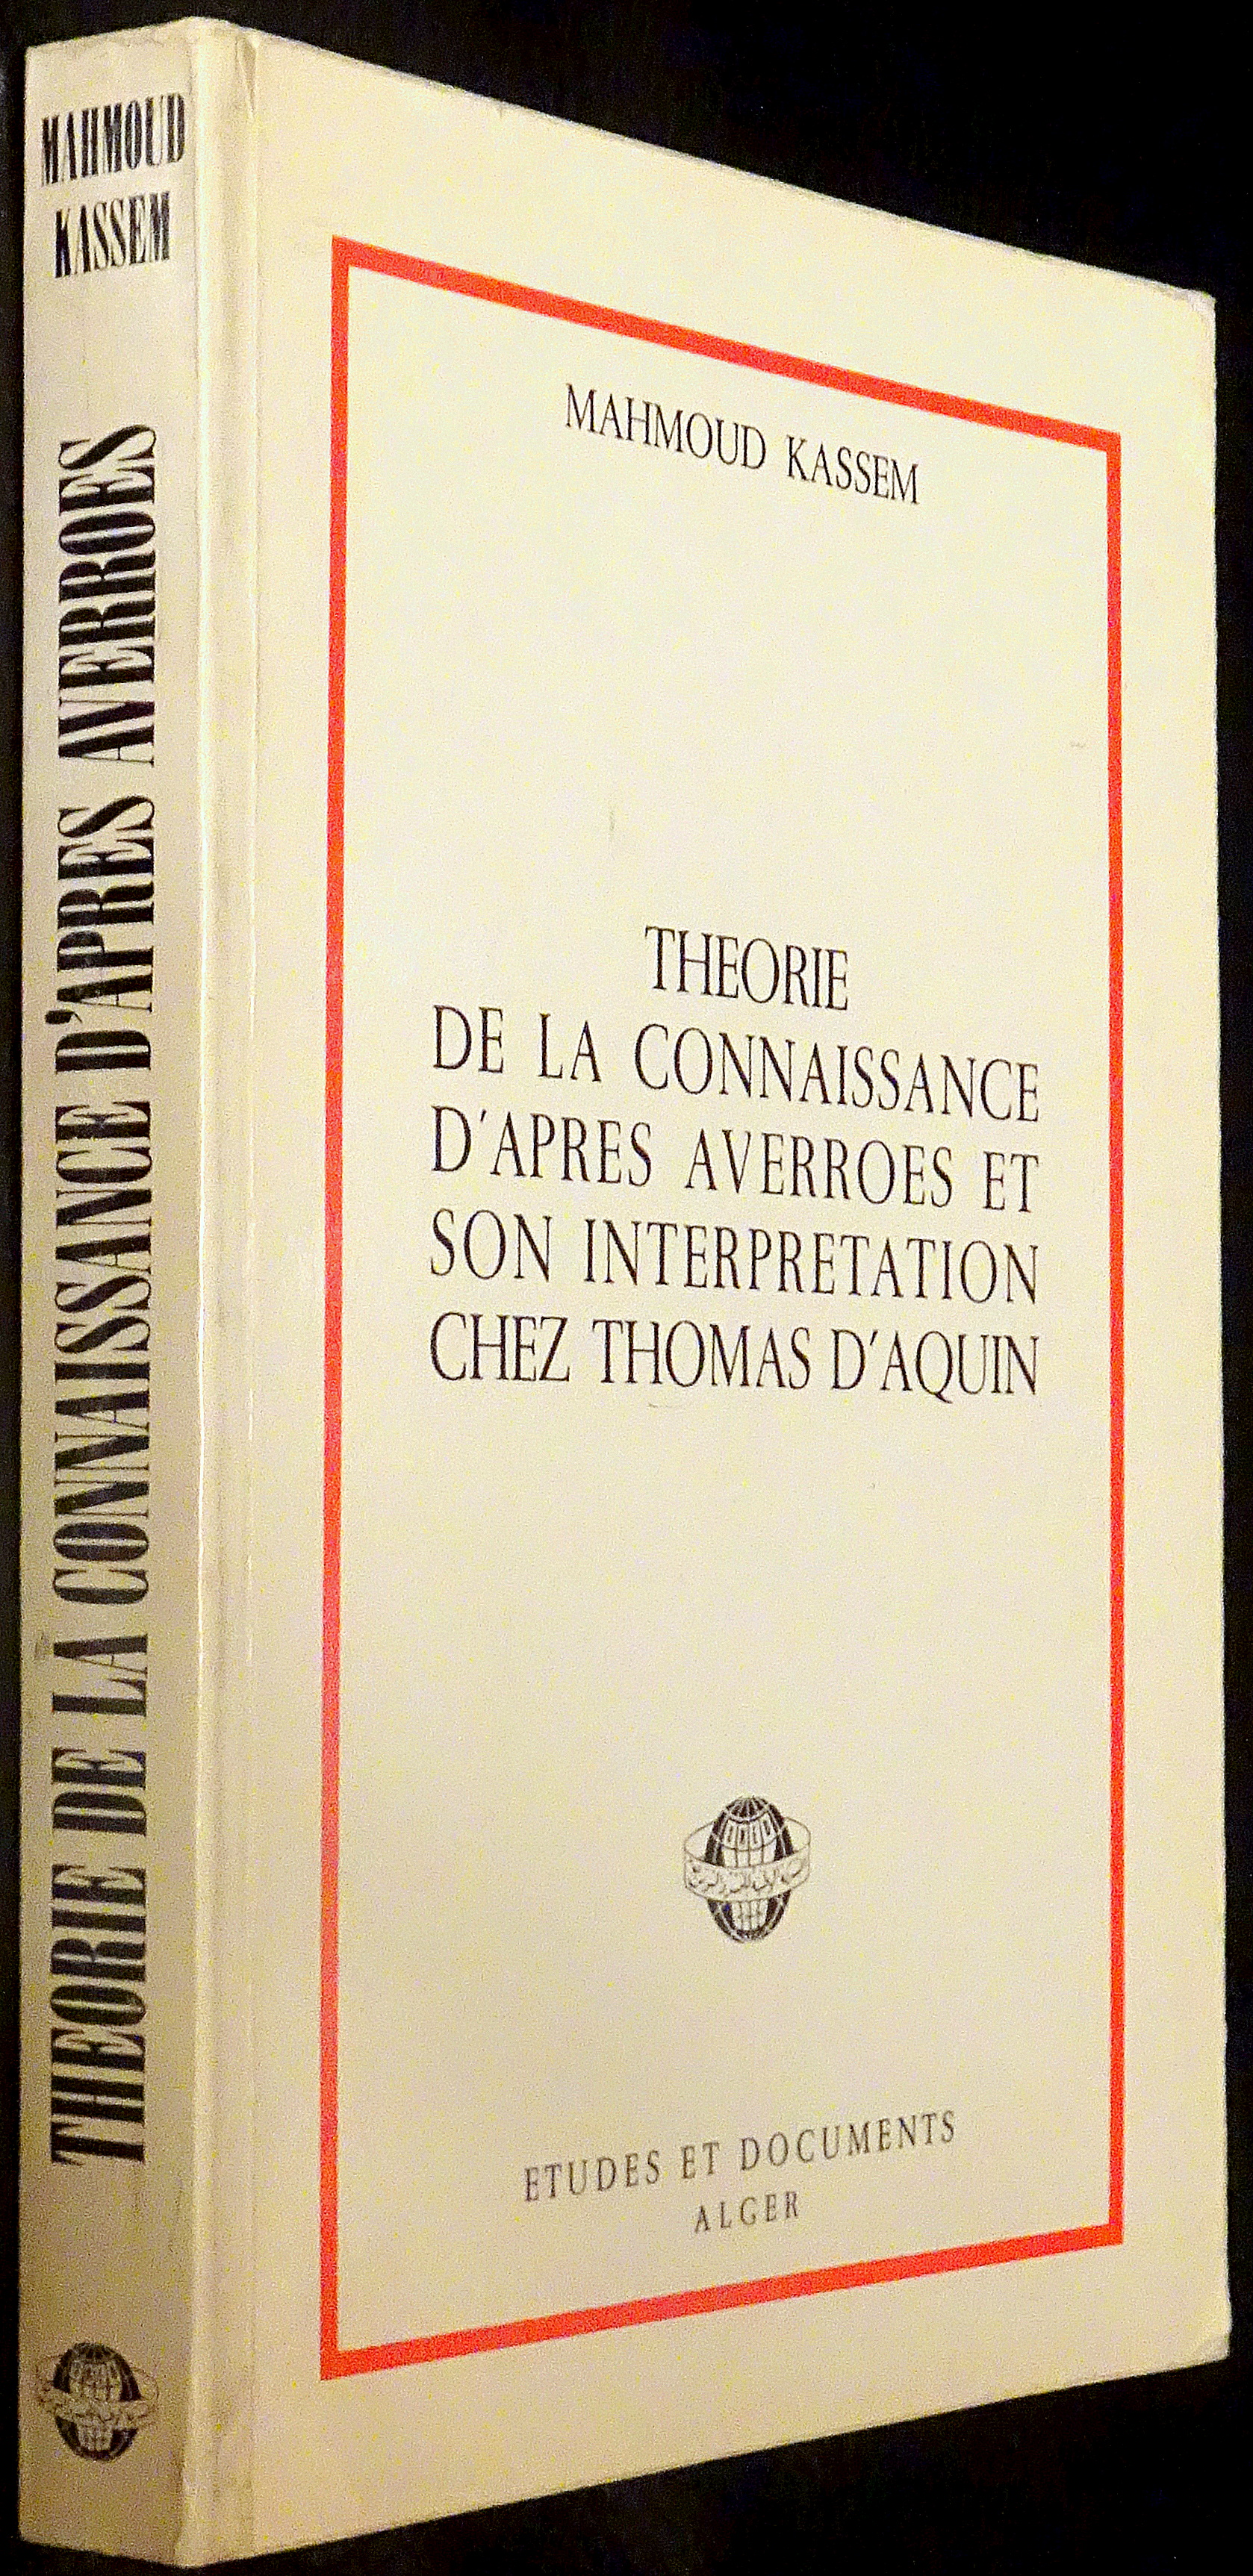 MAHMOUD
KASSEM
THEORIE DE LA CONNAISSANCE D'APRES AVERROES
MAHMOUD KASSEM
THEORIE
DE LA CONNAISSANCE
D'APRES AVERROES ET
SON INTERPRETATION
CHEZ THOMAS D'AQUIN
ETUDES ET DOCUMENTS
ALGER